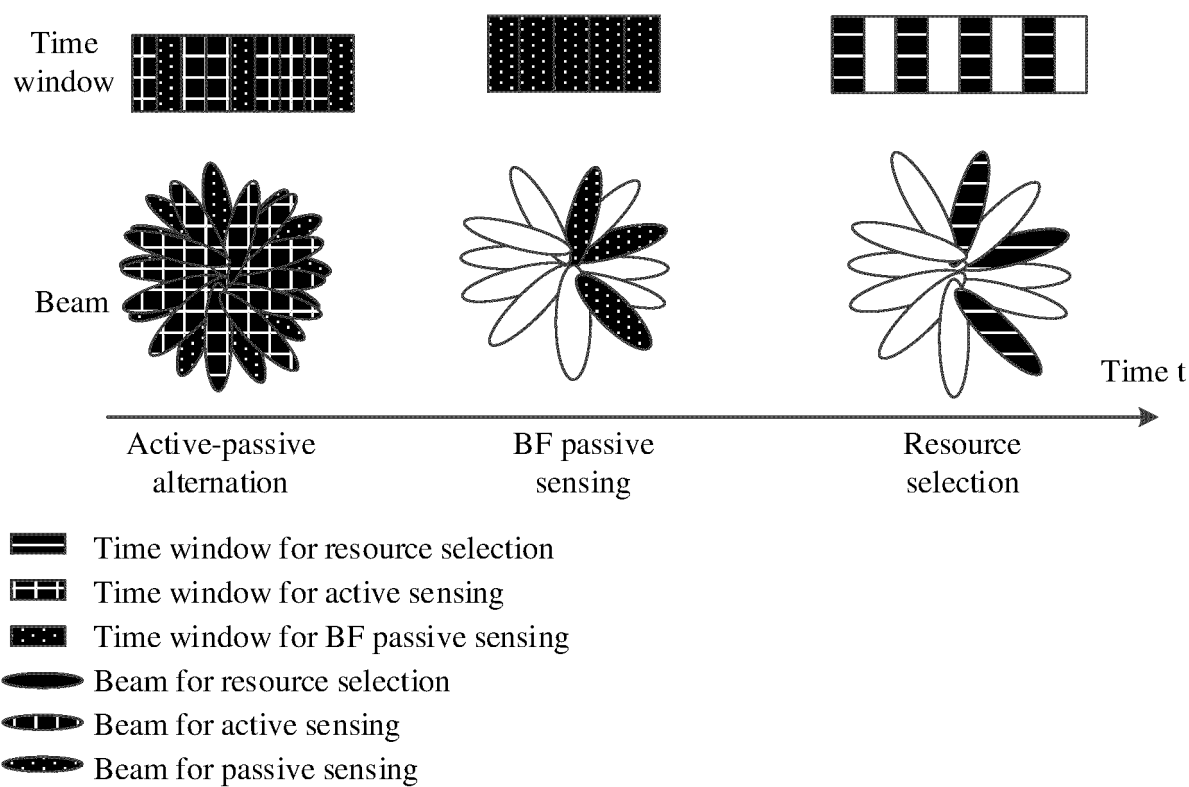 Time
window
Beam
Time t
Active-passive
alternation
BF passive
sensing
Resource
selection
Time window for resource selection
Time window for active sensing
Time window for BF passive sensing
Beam for resource selection
Beam for active sensing
Beam for passive sensing